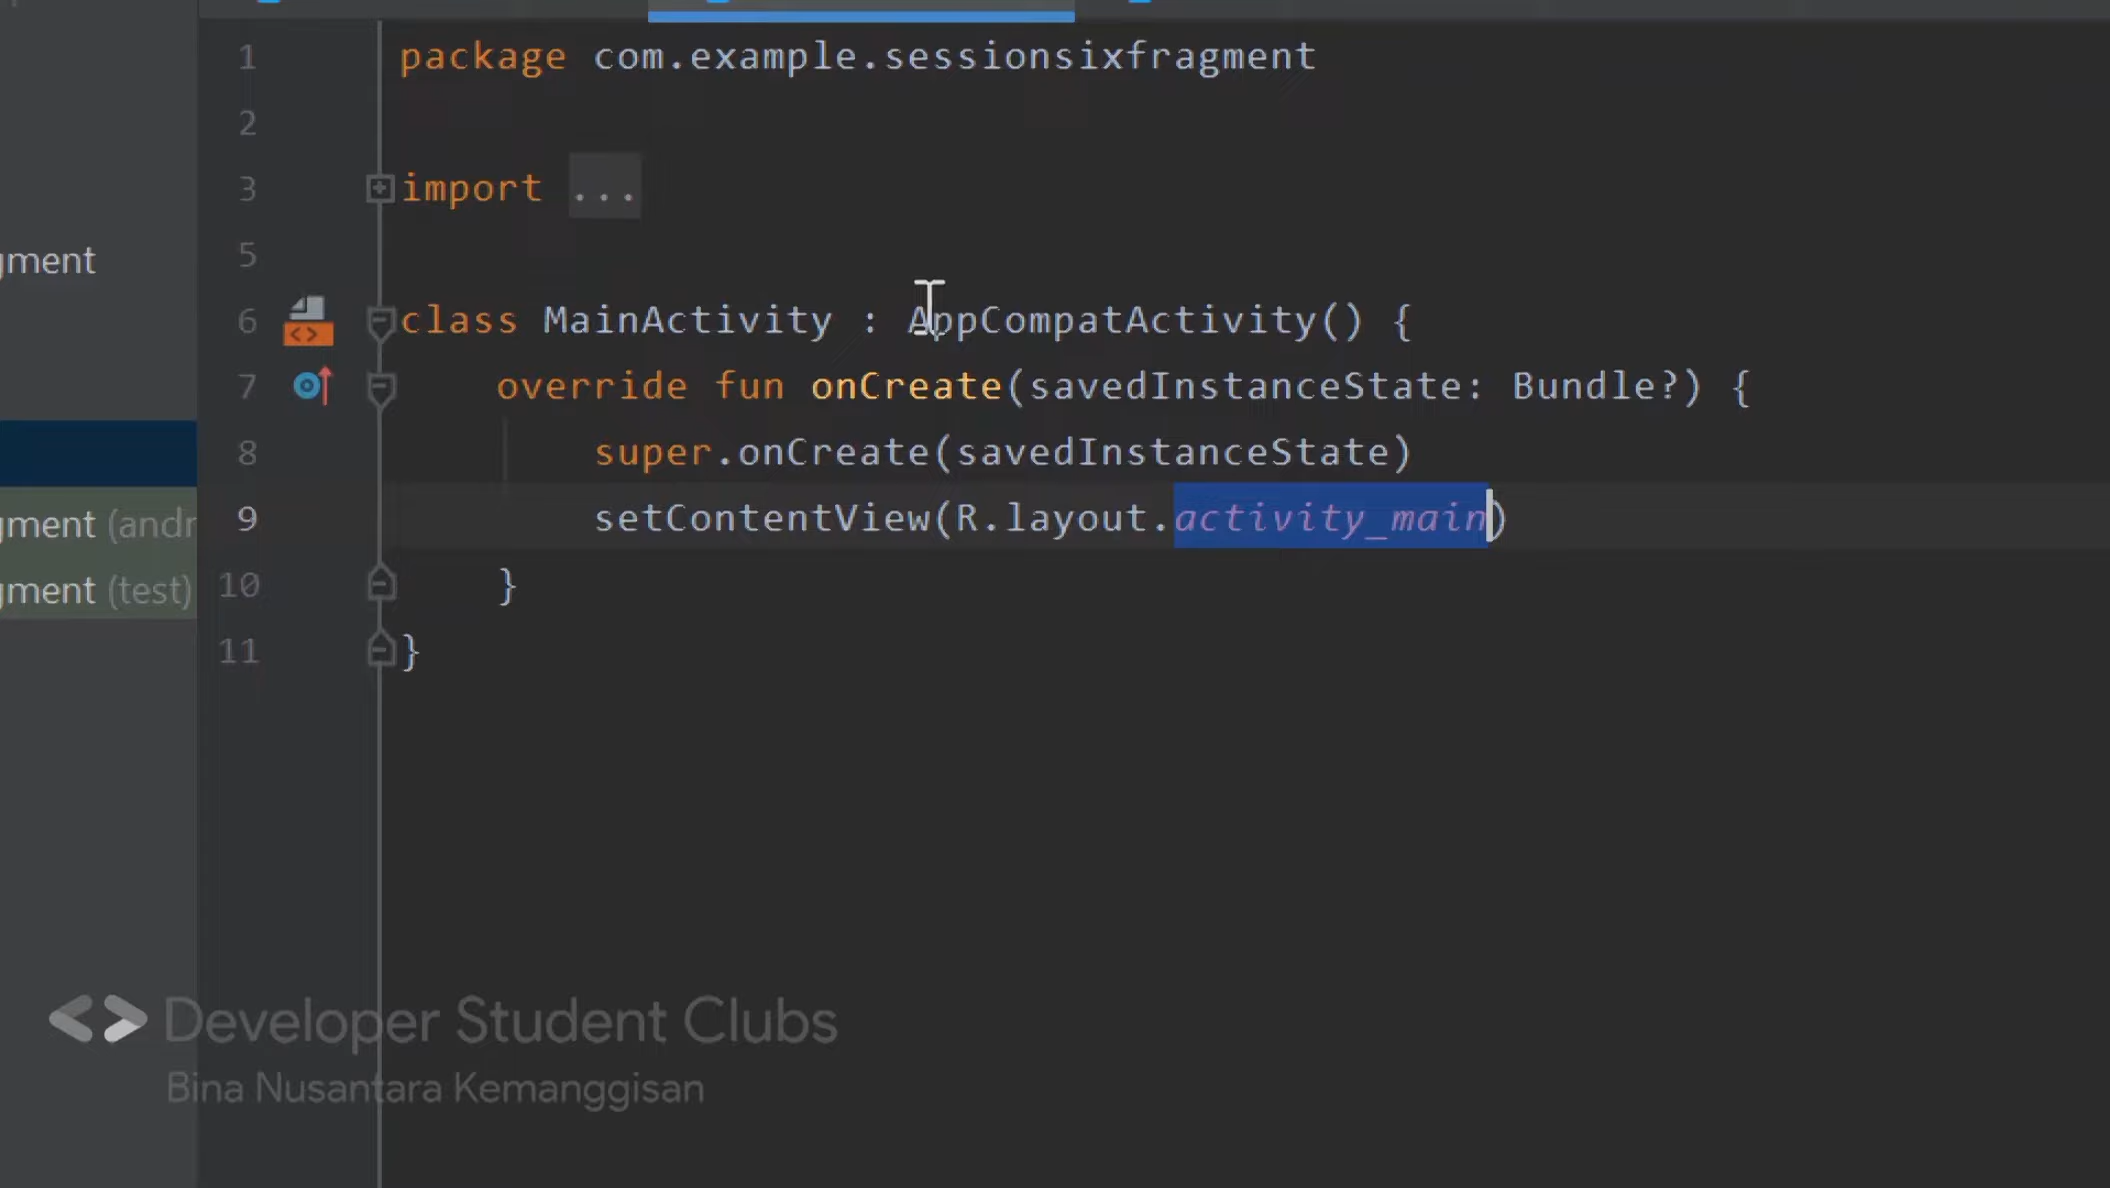 1 package com.example.sessionsixfragment
2
3 import ...
5
6 class MainActivity : AppCompatActivity() {
7 override fun onCreate(savedInstanceState: Bundle?) {
8 super.onCreate(savedInstanceState)
9 setContentView(R.layout.activity_main)
10 }
11 }
gment
gment (andr
gment (test)
<> Developer Student Clubs
Bina Nusantara Kemanggisan